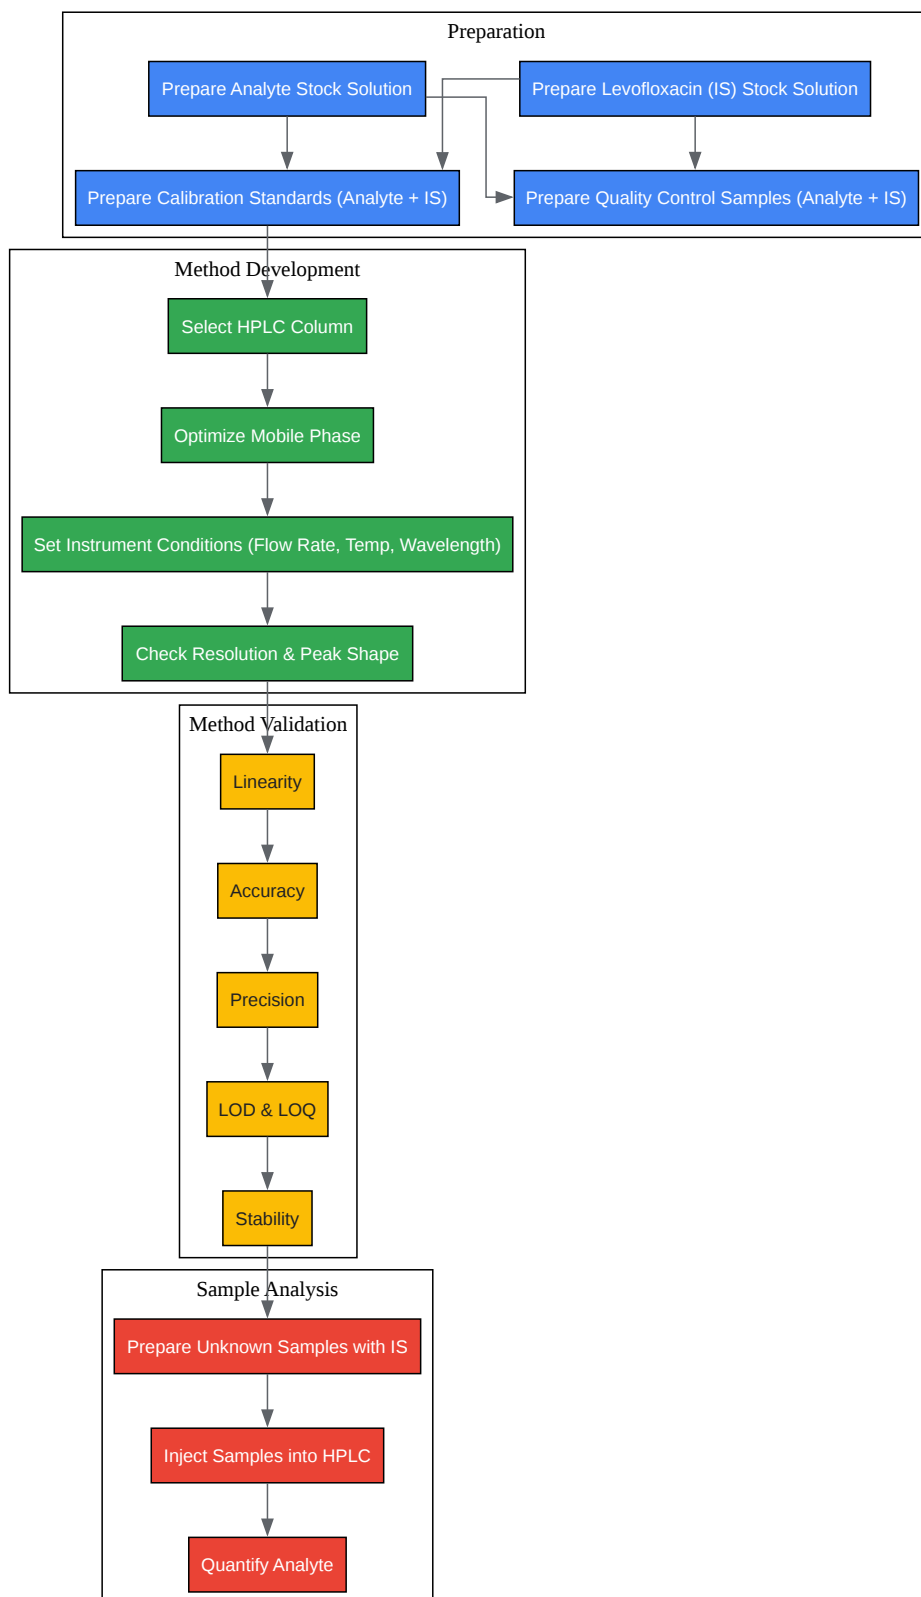 Preparation
Prepare Analyte Stock Solution
Prepare Levofloxacin (IS) Stock Solution
Prepare Calibration Standards (Analyte + IS)
Prepare Quality Control Samples (Analyte + IS)
Method Development
Select HPLC Column
Optimize Mobile Phase
Set Instrument Conditions (Flow Rate, Temp, Wavelength)
Check Resolution & Peak Shape
Method Validation
Linearity
Accuracy
Precision
LOD & LOQ
Stability
Sample Analysis
Prepare Unknown Samples with IS
Inject Samples into HPLC
Quantify Analyte